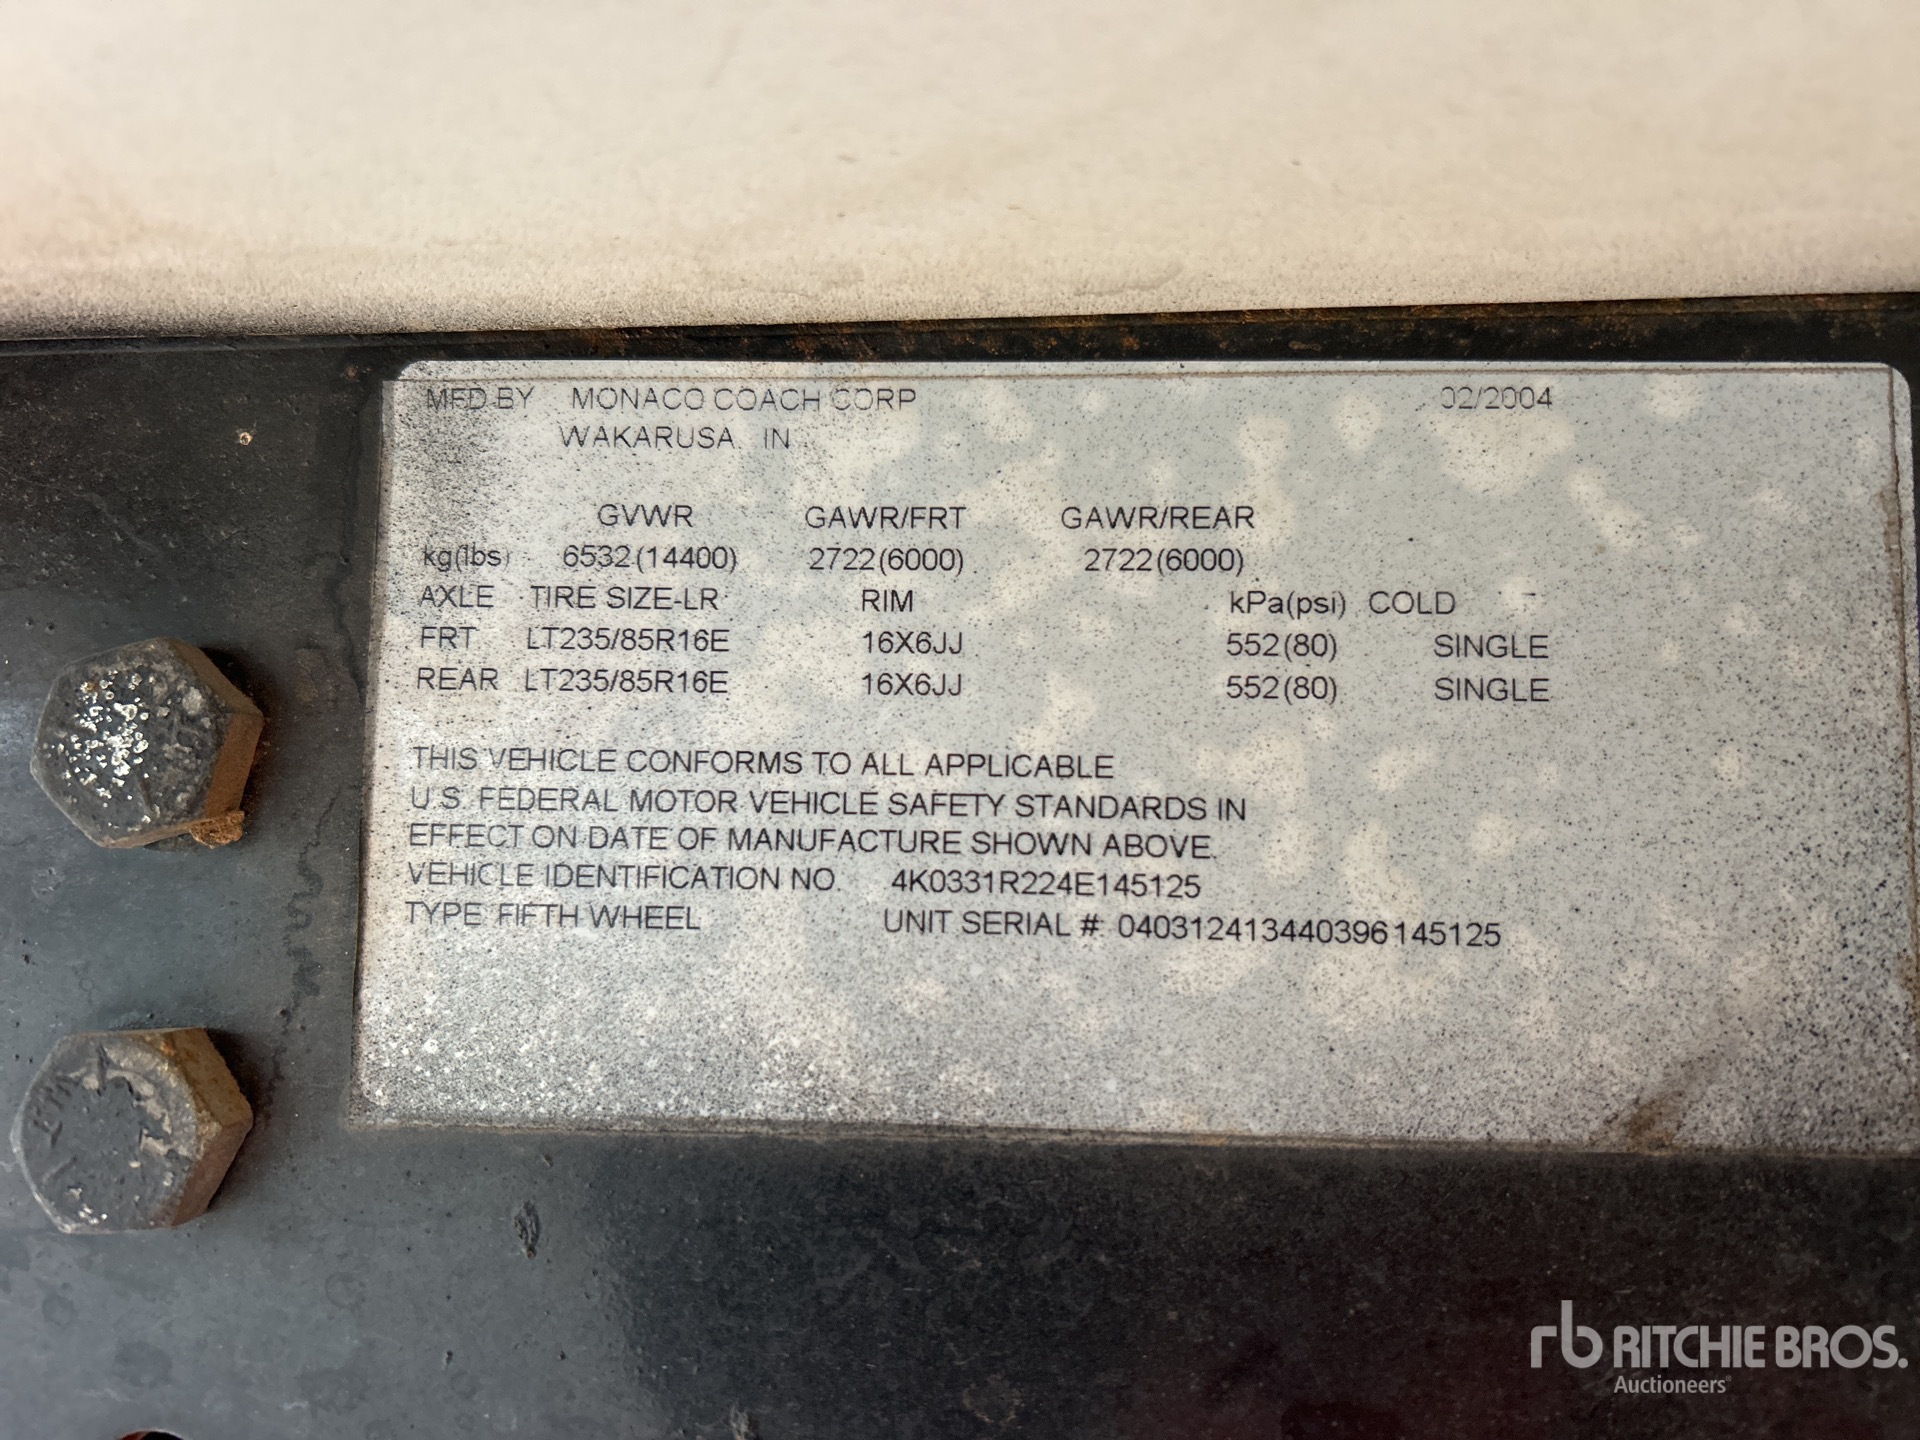 MFD BY MONACO COACH CORP 02/2004
WAKARUSA IN
GVWR GAWR/FRT GAWR/REAR
kg(lbs) 6532(14400) 2722(6000) 2722(6000)
AXLE TIRE SIZE-LR RIM kPa(psi) COLD
FRT LT235/85R16E 16X6JJ 552(80) SINGLE
REAR LT235/85R16E 16X6JJ 552(80) SINGLE
THIS VEHICLE CONFORMS TO ALL APPLICABLE
U.S. FEDERAL MOTOR VEHICLE SAFETY STANDARDS IN
EFFECT ON DATE OF MANUFACTURE SHOWN ABOVE.
VEHICLE IDENTIFICATION NO. 4K0331R224E145125
TYPE FIFTH WHEEL UNIT SERIAL #: 040312413440396145125
rb RITCHIE BROS.
Auctioneers